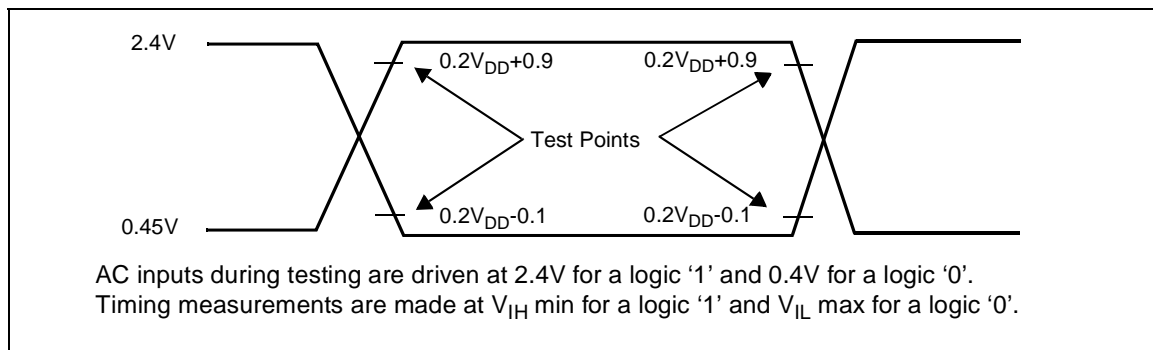 2.4V
0.2VDD+0.9 0.2VDD+0.9
Test Points
0.2VDD-0.1 0.2VDD-0.1
0.45V
AC inputs during testing are driven at 2.4V for a logic ‘1’ and 0.4V for a logic ‘0’.
Timing measurements are made at VIH min for a logic ‘1’ and VIL max for a logic ‘0’.